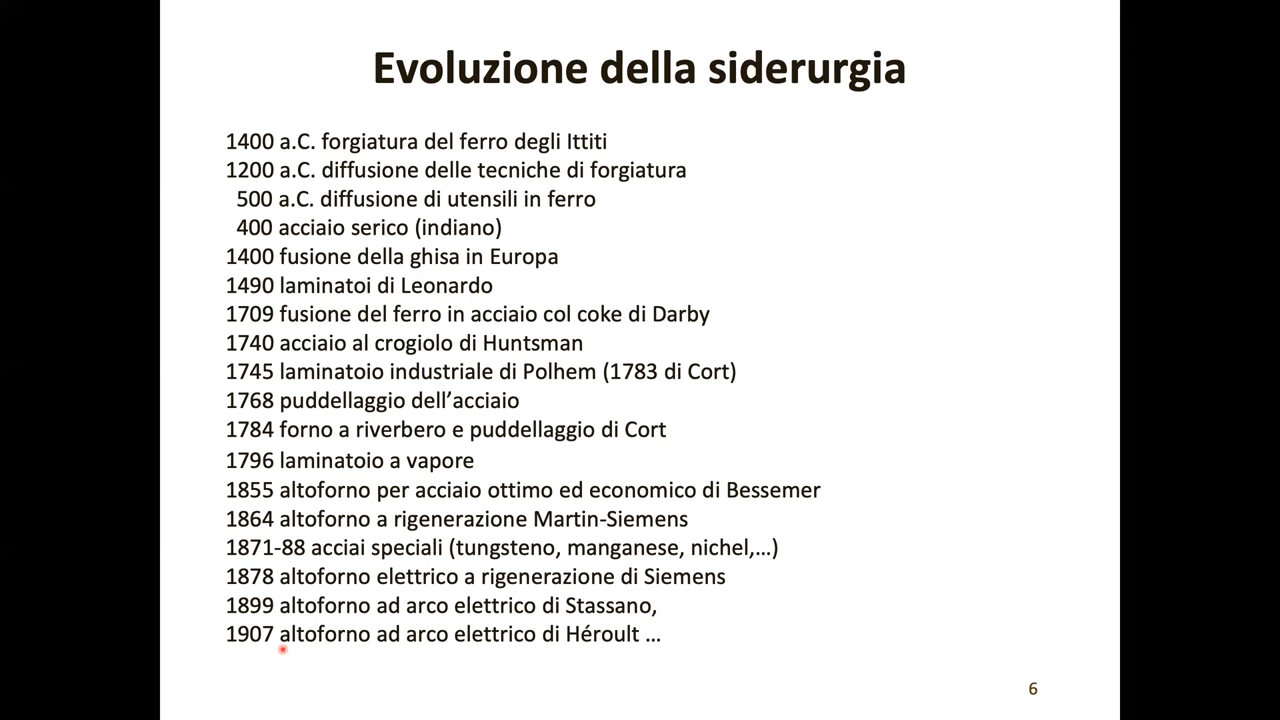 Evoluzione della siderurgia
1400 a.C. forgiatura del ferro degli Ittiti
1200 a.C. diffusione delle tecniche di forgiatura
500 a.C. diffusione di utensili in ferro
400 acciaio serico (indiano)
1400 fusione della ghisa in Europa
1490 laminatoi di Leonardo
1709 fusione del ferro in acciaio col coke di Darby
1740 acciaio al crogiolo di Huntsman
1745 laminatoio industriale di Polhem (1783 di Cort)
1768 puddellaggio dell’acciaio
1784 forno a riverbero e puddellaggio di Cort
1796 laminatoio a vapore
1855 altoforno per acciaio ottimo ed economico di Bessemer
1864 altoforno a rigenerazione Martin-Siemens
1871-88 acciai speciali (tungsteno, manganese, nichel,…)
1878 altoforno elettrico a rigenerazione di Siemens
1899 altoforno ad arco elettrico di Stassano,
1907 altoforno ad arco elettrico di Héroult …
6